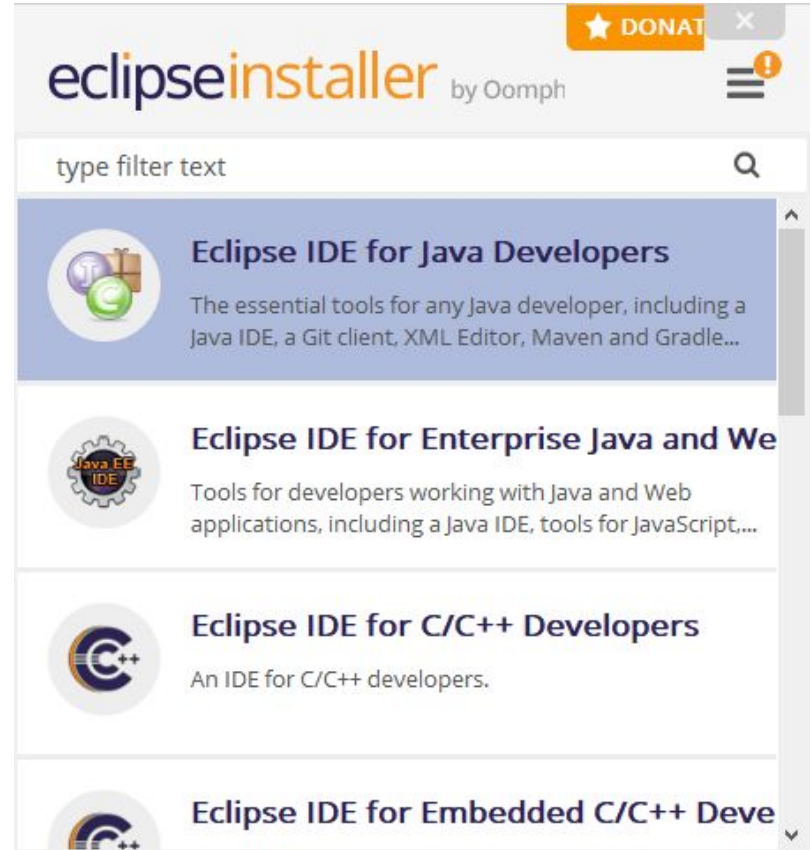 DONAT
eclipseinstaller by Oomph
type filter text
Eclipse IDE for Java Developers
The essential tools for any Java developer, including a
Java IDE, a Git client, XML Editor, Maven and Gradle...
Eclipse IDE for Enterprise Java and We
Java EE
IDE
Tools for developers working with Java and Web
applications, including a Java IDE, tools for JavaScript,...
Eclipse IDE for C/C++ Developers
C++
An IDE for C/C++ developers.
Eclipse IDE for Embedded C/C++ Deve
C++